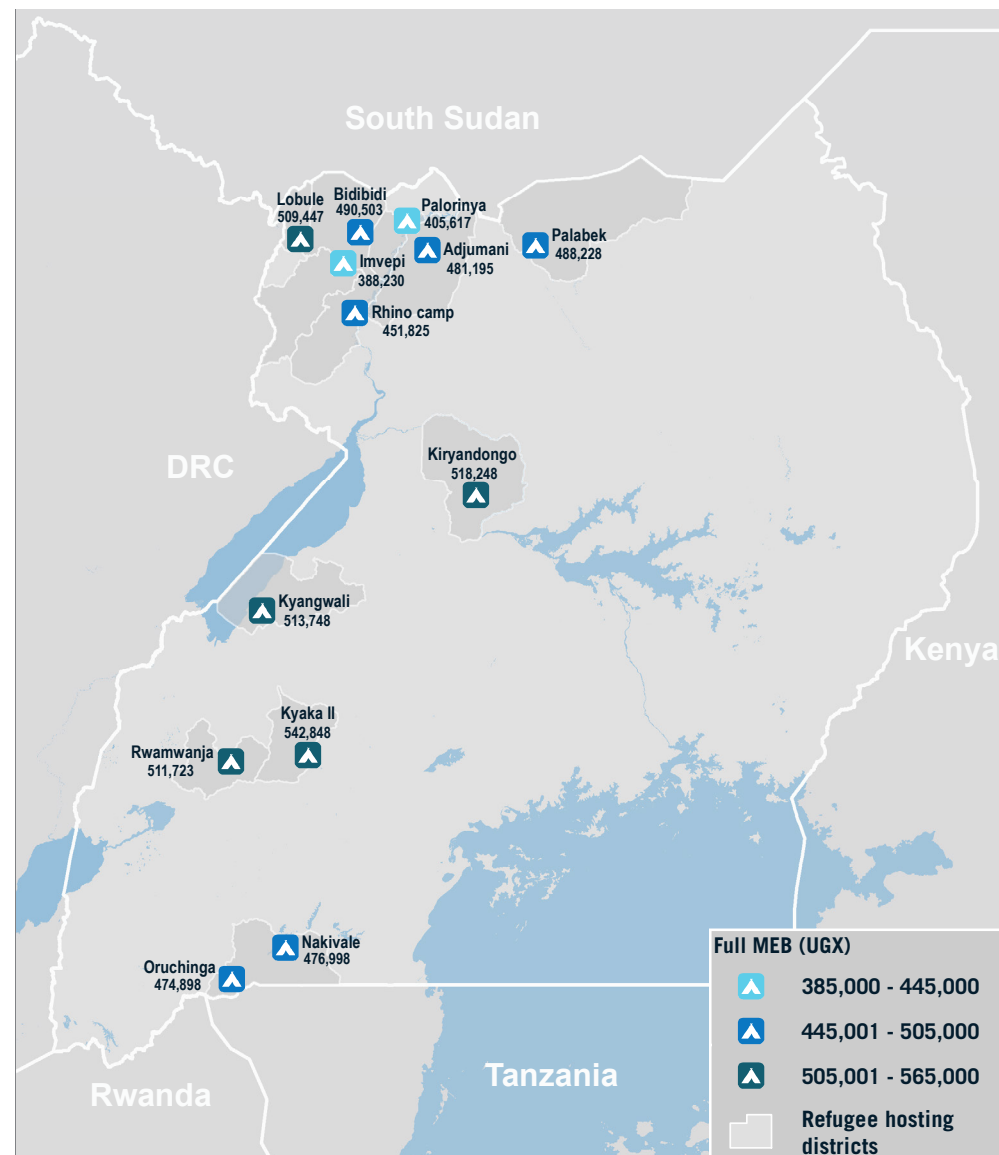 South Sudan
Lobule
509,447
Bidibidi
490,503
Palorinya
405,617
Adjumani
481,195
Palabek
488,228
Imvepi
388,230
Rhino camp
451,825
DRC
Kiryandongo
518,248
Kyangwali
513,748
Kenya
Kyaka II
542,848
Rwamwanja
511,723
Nakivale
476,998
Oruchinga
474,898
Rwanda
Tanzania
Full MEB (UGX)
385,000 - 445,000
445,001 - 505,000
505,001 - 565,000
Refugee hosting
districts